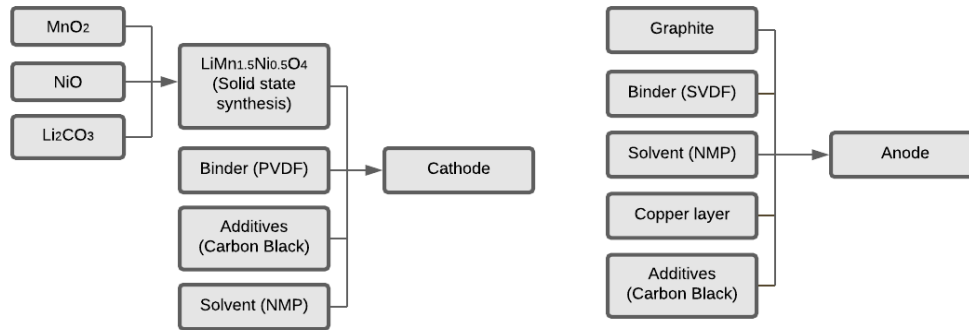 MnO₂
NiO
Li₂CO₃
LiMn₁.₅Ni₀.₅O₄
(Solid state
synthesis)
Binder (PVDF)
Additives
(Carbon Black)
Solvent (NMP)
Cathode
Graphite
Binder (SVDF)
Solvent (NMP)
Copper layer
Additives
(Carbon Black)
Anode